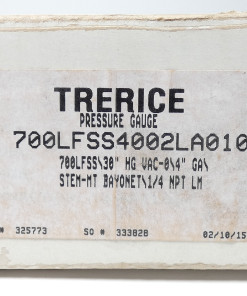 TRERICE
PRESSURE GAUGE
700LFSS4002LA010
700LFSS\30" HG VAC-0\4" GA\
STEM-MT BAYONET\1/4 NPT LM
# 325773 SO # 333828 02/10/15